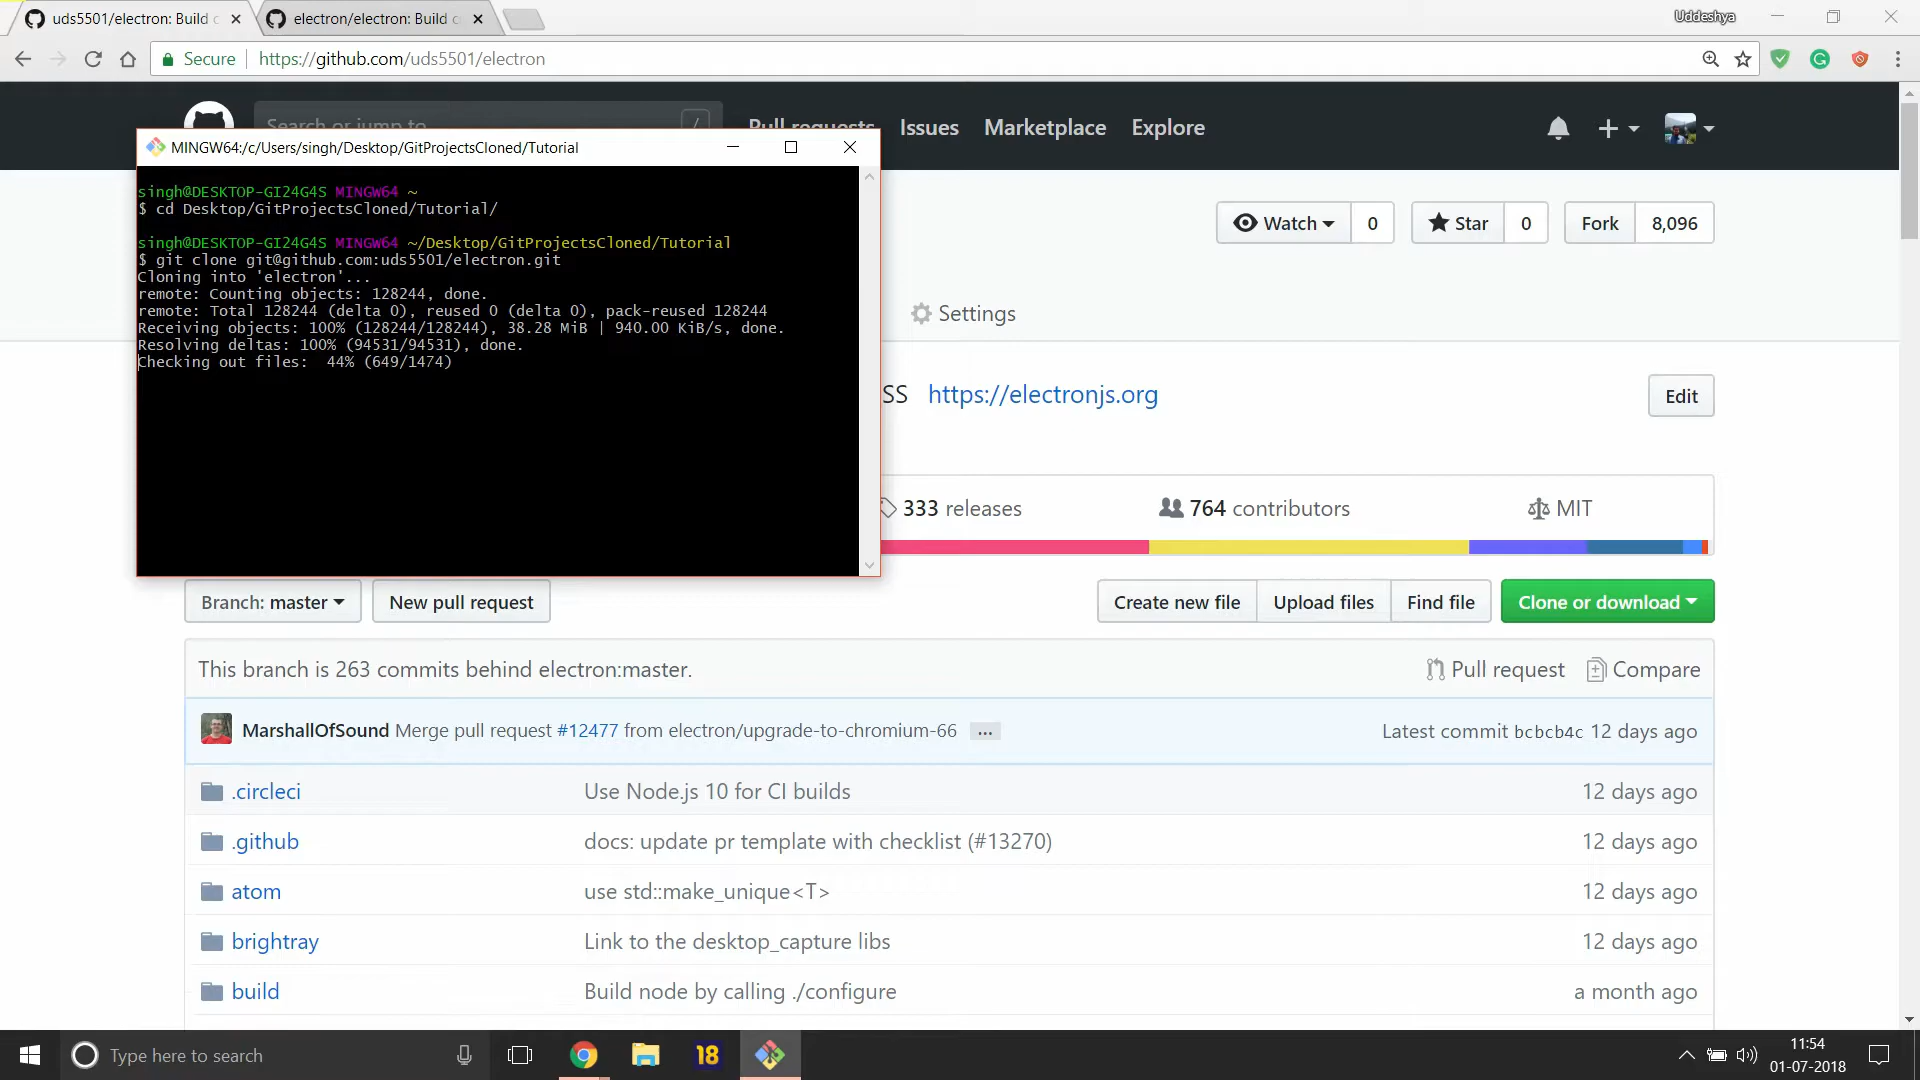 uds5501/electron: Build c
electron/electron: Build c
Uddeshya
Secure
https://github.com/uds5501/electron
Search or jump to
/
Pull requests
Issues
Marketplace
Explore
MINGW64:/c/Users/singh/Desktop/GitProjectsCloned/Tutorial
singh@DESKTOP-GI24G4S MINGW64 ~
$ cd Desktop/GitProjectsCloned/Tutorial/
singh@DESKTOP-GI24G4S MINGW64 ~/Desktop/GitProjectsCloned/Tutorial
$ git clone git@github.com:uds5501/electron.git
Cloning into 'electron'...
remote: Counting objects: 128244, done.
remote: Total 128244 (delta 0), reused 0 (delta 0), pack-reused 128244
Receiving objects: 100% (128244/128244), 38.28 MiB | 940.00 KiB/s, done.
Resolving deltas: 100% (94531/94531), done.
Checking out files:  44% (649/1474)
Watch 0
Star 0
Fork 8,096
Settings
SS https://electronjs.org
Edit
333 releases
764 contributors
MIT
Branch: master
New pull request
Create new file
Upload files
Find file
Clone or download
This branch is 263 commits behind electron:master.
Pull request
Compare
MarshallOfSound Merge pull request #12477 from electron/upgrade-to-chromium-66 ...
Latest commit bcbcb4c 12 days ago
.circleci Use Node.js 10 for CI builds 12 days ago
.github docs: update pr template with checklist (#13270) 12 days ago
atom use std::make_unique<T> 12 days ago
brightray Link to the desktop_capture libs 12 days ago
build Build node by calling ./configure a month ago
Type here to search
18
11:54
01-07-2018